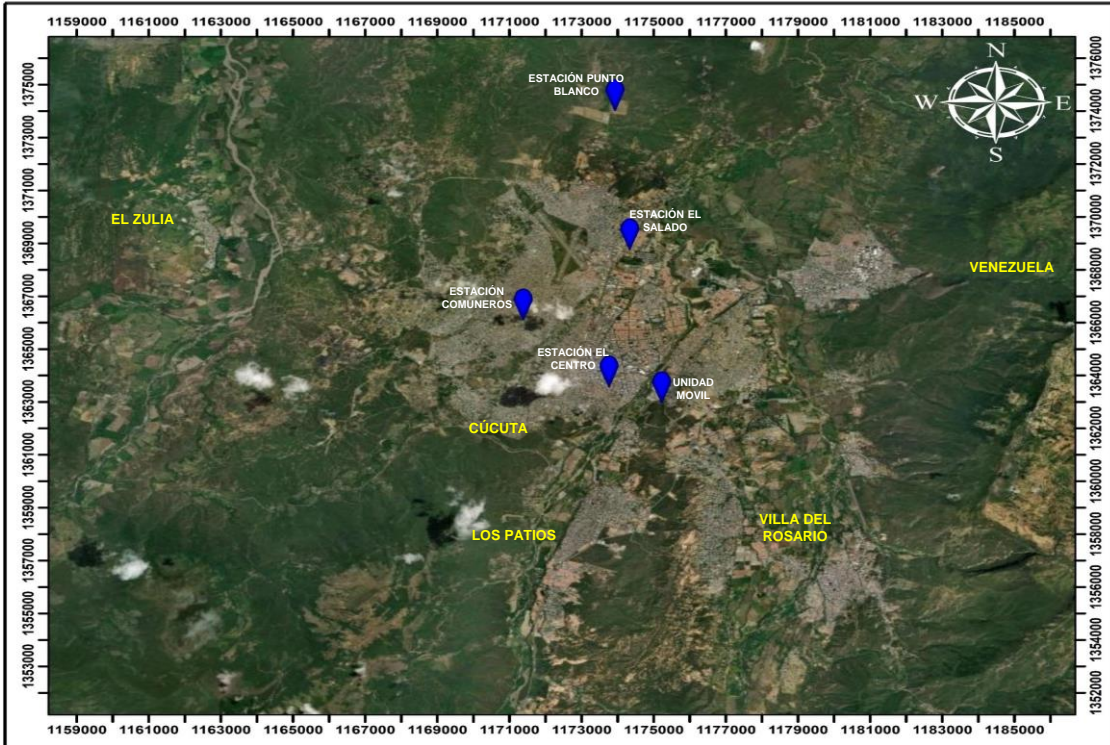 1159000 1161000 1163000 1165000 1167000 1169000 1171000 1173000 1175000 1177000 1179000 1181000 1183000 1185000
N
W E
S
ESTACIÓN PUNTO
BLANCO
ESTACIÓN EL
SALADO
EL ZULIA
VENEZUELA
ESTACIÓN
COMUNEROS
ESTACIÓN EL
CENTRO
UNIDAD
MOVIL
CÚCUTA
LOS PATIOS
VILLA DEL
ROSARIO
1375000
1373000
1371000
1369000
1367000
1365000
1363000
1361000
1359000
1357000
1355000
1353000
1376000
1374000
1372000
1370000
1368000
1366000
1364000
1362000
1360000
1358000
1356000
1354000
1352000
1159000 1161000 1163000 1165000 1167000 1169000 1171000 1173000 1175000 1177000 1179000 1181000 1183000 1185000